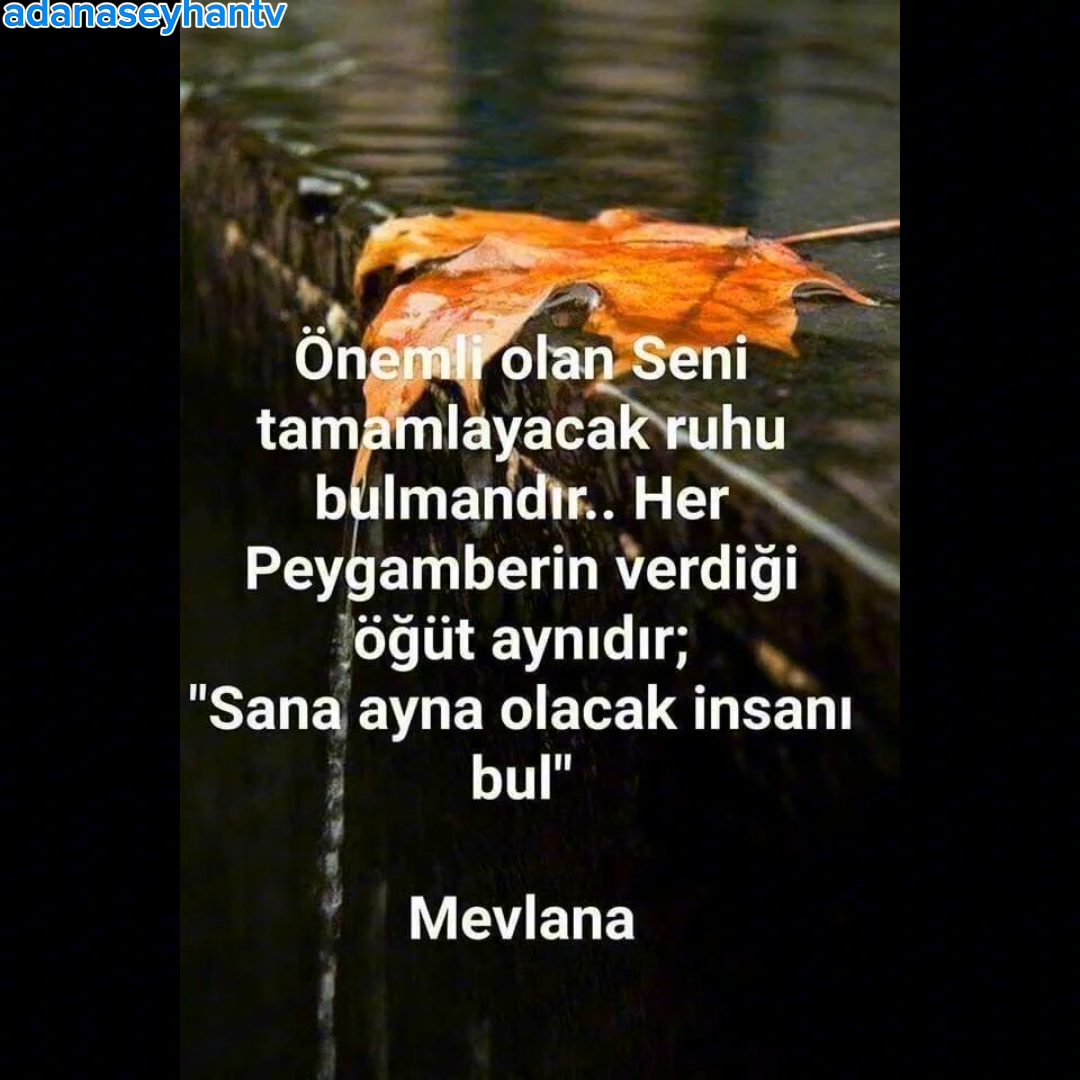 adanaseyhantv
Önemli olan Seni
tamamlayacak ruhu
bulmandır.. Her
Peygamberin verdiği
öğüt aynıdır;
"Sana ayna olacak insanı
bul"
Mevlana